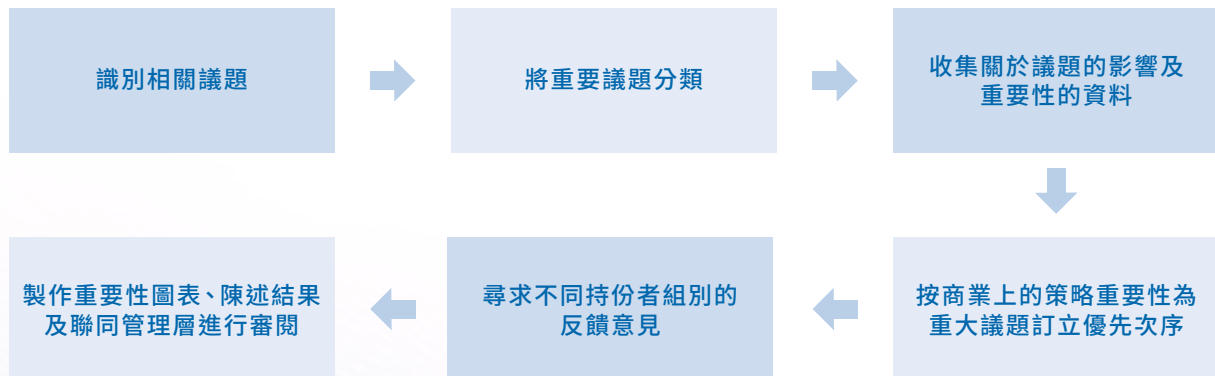 識別相關議題
將重要議題分類
收集關於議題的影響及
重要性的資料
按商業上的策略重要性為
重大議題訂立優先次序
尋求不同持份者組別的
反饋意見
製作重要性圖表、陳述結果
及聯同管理層進行審閱